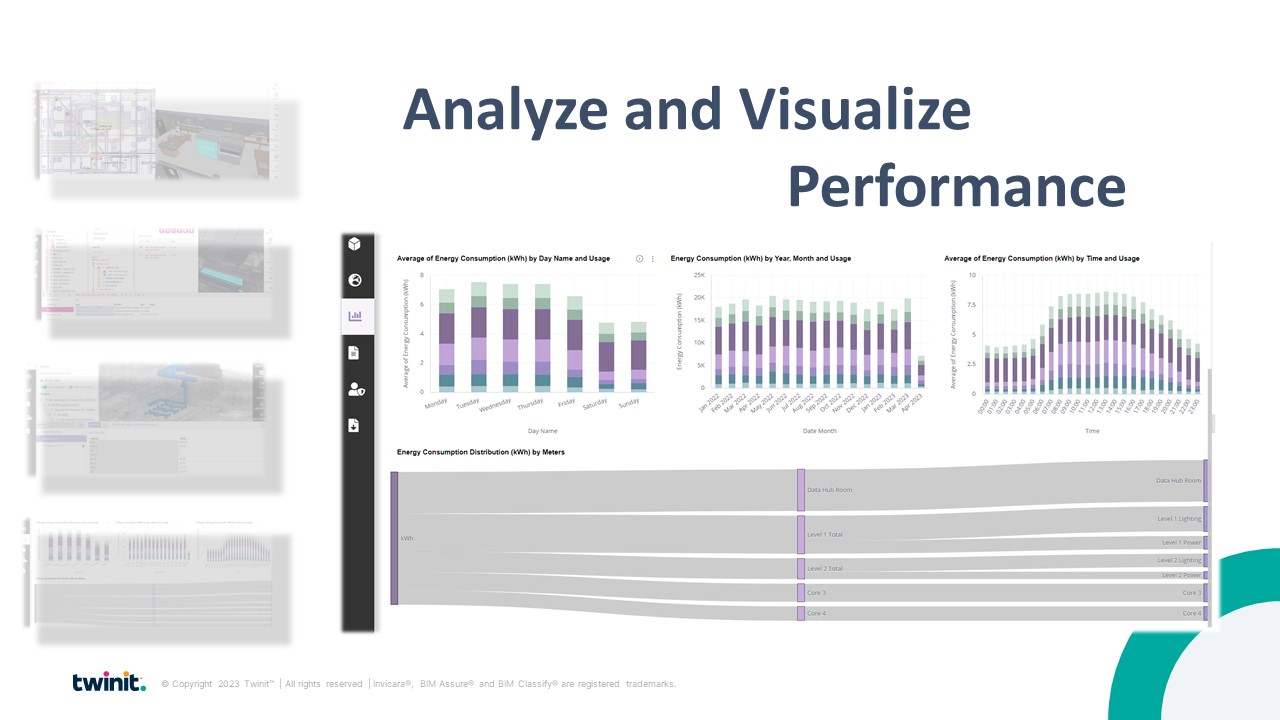 Analyze and Visualize
Performance
Average of Energy Consumption (kWh) by Day Name and Usage
Average of Energy Consumption (kWh)
8
6
4
2
0
Monday
Tuesday
Wednesday
Thursday
Friday
Saturday
Sunday
Day Name
Energy Consumption (kWh) by Year, Month and Usage
Energy Consumption (kWh)
25K
20K
15K
10K
5K
0
Jan 2022
Feb 2022
Mar 2022
Apr 2022
May 2022
Jun 2022
Jul 2022
Aug 2022
Sep 2022
Oct 2022
Nov 2022
Dec 2022
Jan 2023
Feb 2023
Mar 2023
Apr 2023
Date Month
Average of Energy Consumption (kWh) by Time and Usage
Average of Energy Consumption (kWh)
10
7.5
5
2.5
0
00:00
01:00
02:00
03:00
04:00
05:00
06:00
07:00
08:00
09:00
10:00
11:00
12:00
13:00
14:00
15:00
16:00
17:00
18:00
19:00
20:00
21:00
22:00
23:00
Time
Energy Consumption Distribution (kWh) by Meters
kWh
Data Hub Room
Level 1 Total
Level 2 Total
Core 3
Core 4
Data Hub Room
Level 1 Lighting
Level 1 Power
Level 2 Lighting
Level 2 Power
Core 3
Core 4
twinit.
© Copyright 2023 Twinit™ | All rights reserved | Invicara®, BIM Assure® and BIM Classify® are registered trademarks.